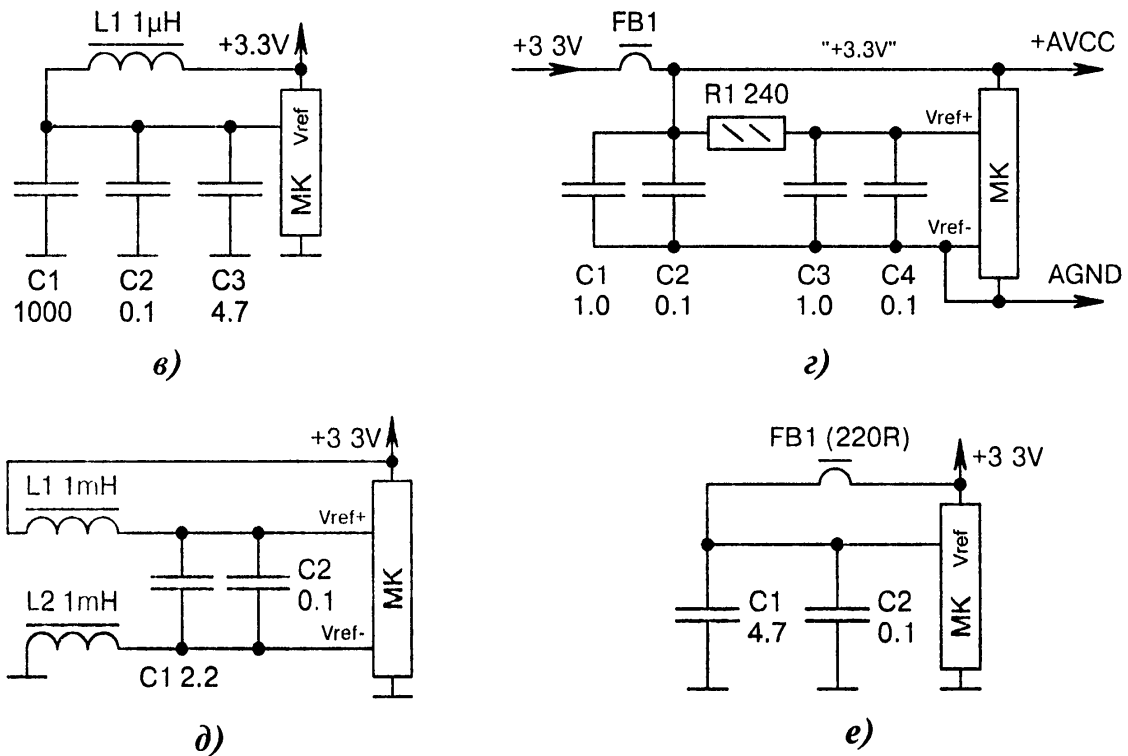 L1 1µH
+3.3V
Vref
MK
C1
1000
C2
0.1
C3
4.7
в)
+3 3V
FB1
"+3.3V"
+AVCC
R1 240
Vref+
MK
Vref-
C1
1.0
C2
0.1
C3
1.0
C4
0.1
AGND
г)
+3 3V
L1 1mH
Vref+
C2
0.1
MK
L2 1mH
Vref-
C1 2.2
д)
FB1 (220R)
+3 3V
Vref
MK
C1
4.7
C2
0.1
е)